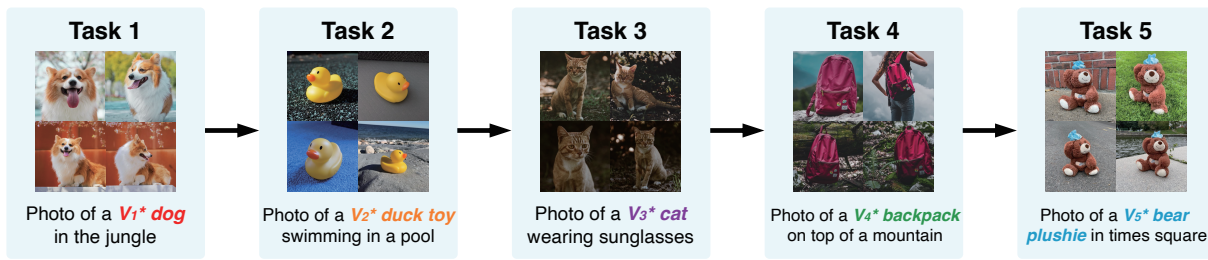 Task 1
Photo of a V1* dog
in the jungle
Task 2
Photo of a V2* duck toy
swimming in a pool
Task 3
Photo of a V3* cat
wearing sunglasses
Task 4
Photo of a V4* backpack
on top of a mountain
Task 5
Photo of a V5* bear
plushie in times square